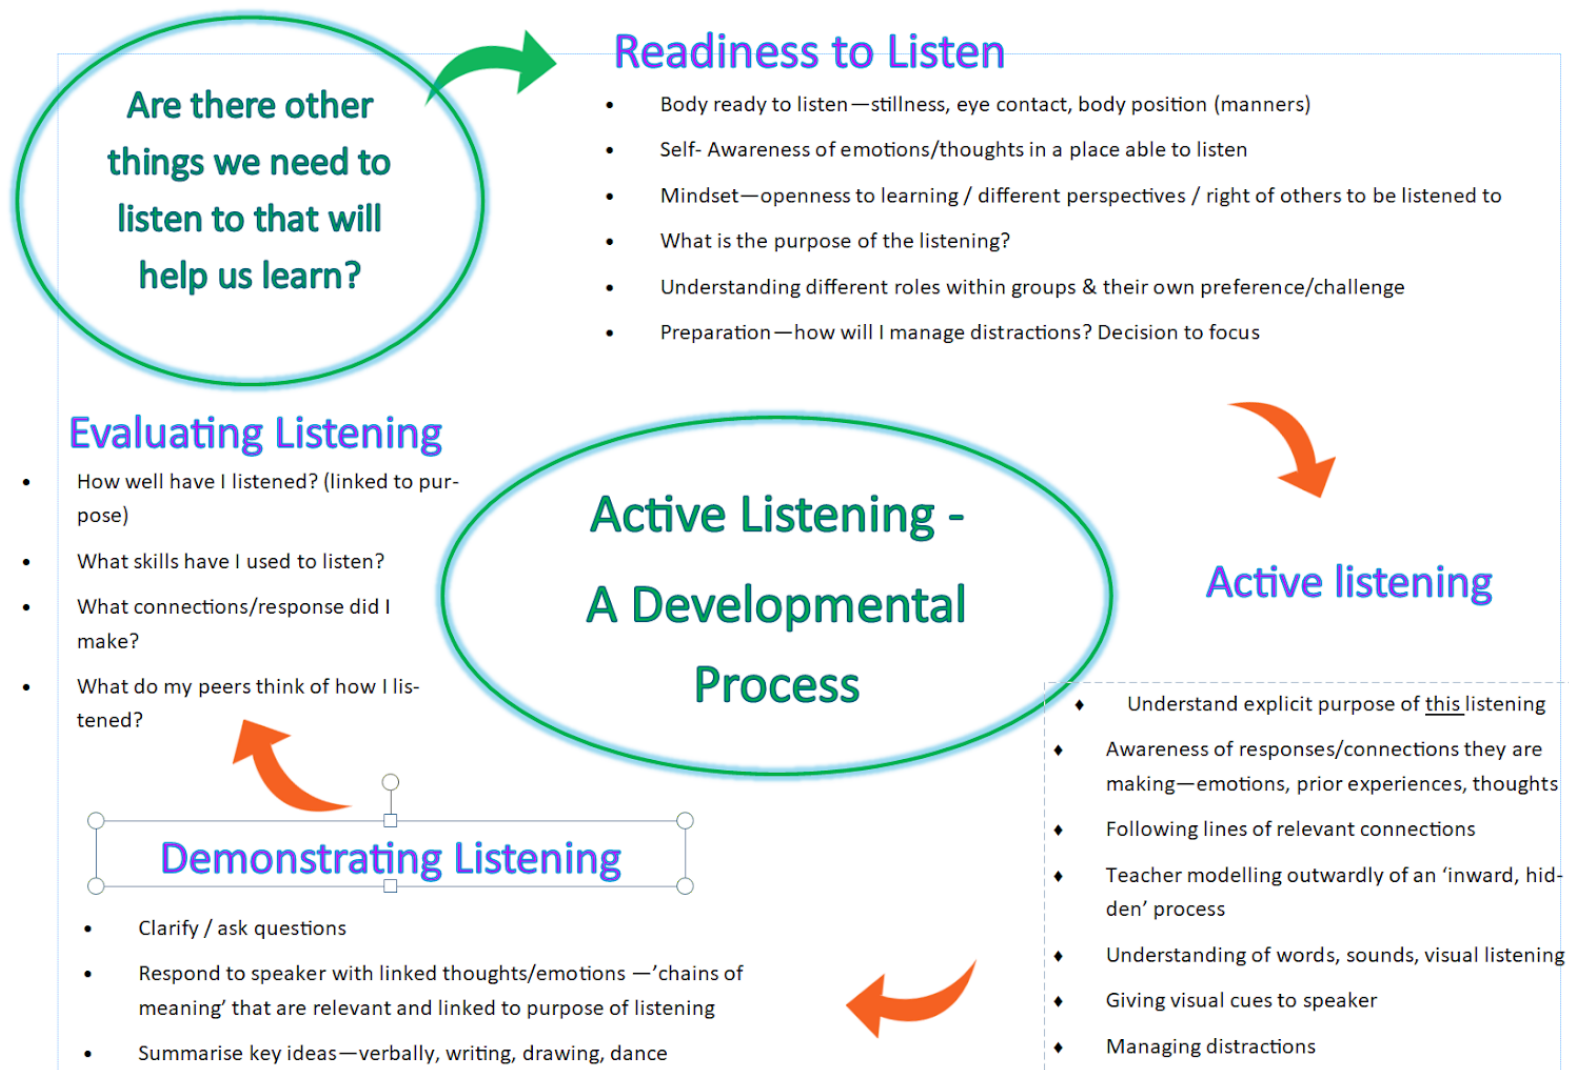 Are there other
things we need to
listen to that will
help us learn?
Readiness to Listen
• Body ready to listen—stillness, eye contact, body position (manners)
• Self- Awareness of emotions/thoughts in a place able to listen
• Mindset—openness to learning / different perspectives / right of others to be listened to
• What is the purpose of the listening?
• Understanding different roles within groups & their own preference/challenge
• Preparation—how will I manage distractions? Decision to focus
Active Listening -
A Developmental
Process
Active listening
♦ Understand explicit purpose of this listening
♦ Awareness of responses/connections they are
making—emotions, prior experiences, thoughts
♦ Following lines of relevant connections
♦ Teacher modelling outwardly of an ‘inward, hid-
den’ process
♦ Understanding of words, sounds, visual listening
♦ Giving visual cues to speaker
♦ Managing distractions
Demonstrating Listening
• Clarify / ask questions
• Respond to speaker with linked thoughts/emotions —’chains of
meaning’ that are relevant and linked to purpose of listening
• Summarise key ideas—verbally, writing, drawing, dance
Evaluating Listening
• How well have I listened? (linked to pur-
pose)
• What skills have I used to listen?
• What connections/response did I
make?
• What do my peers think of how I lis-
tened?